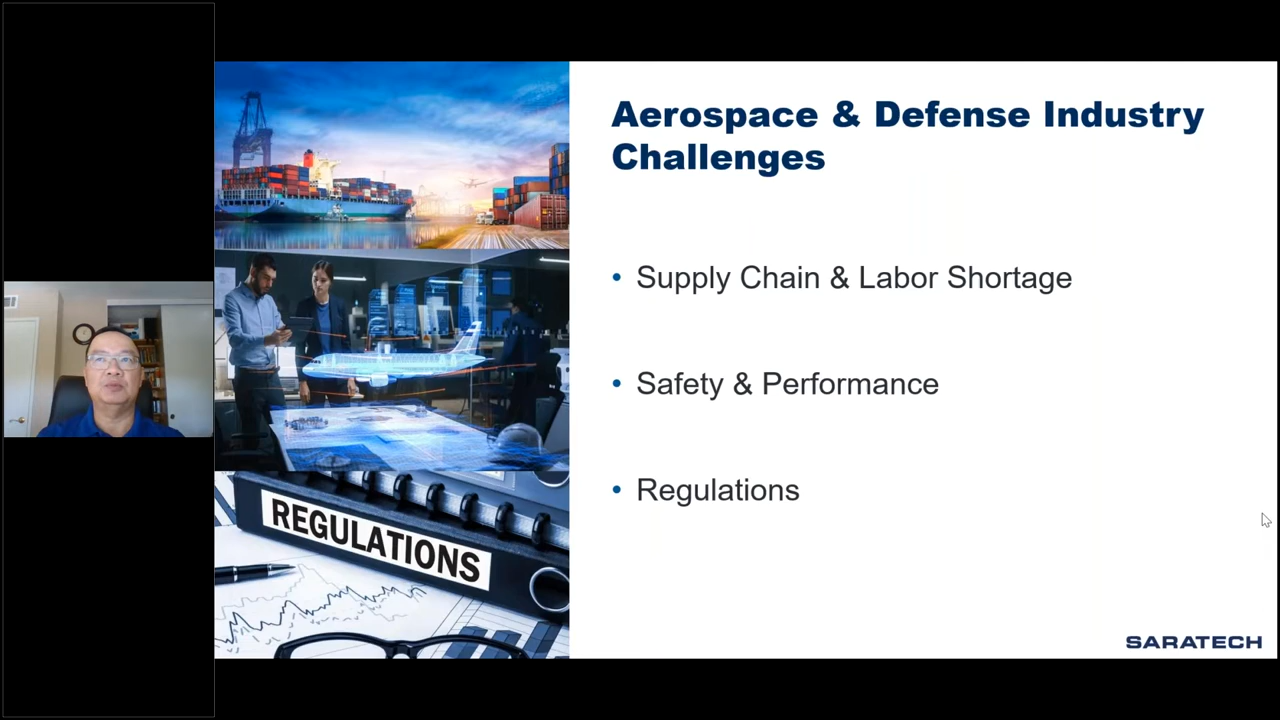 Aerospace & Defense Industry
Challenges
• Supply Chain & Labor Shortage
• Safety & Performance
• Regulations
REGULATIONS
SARATECH